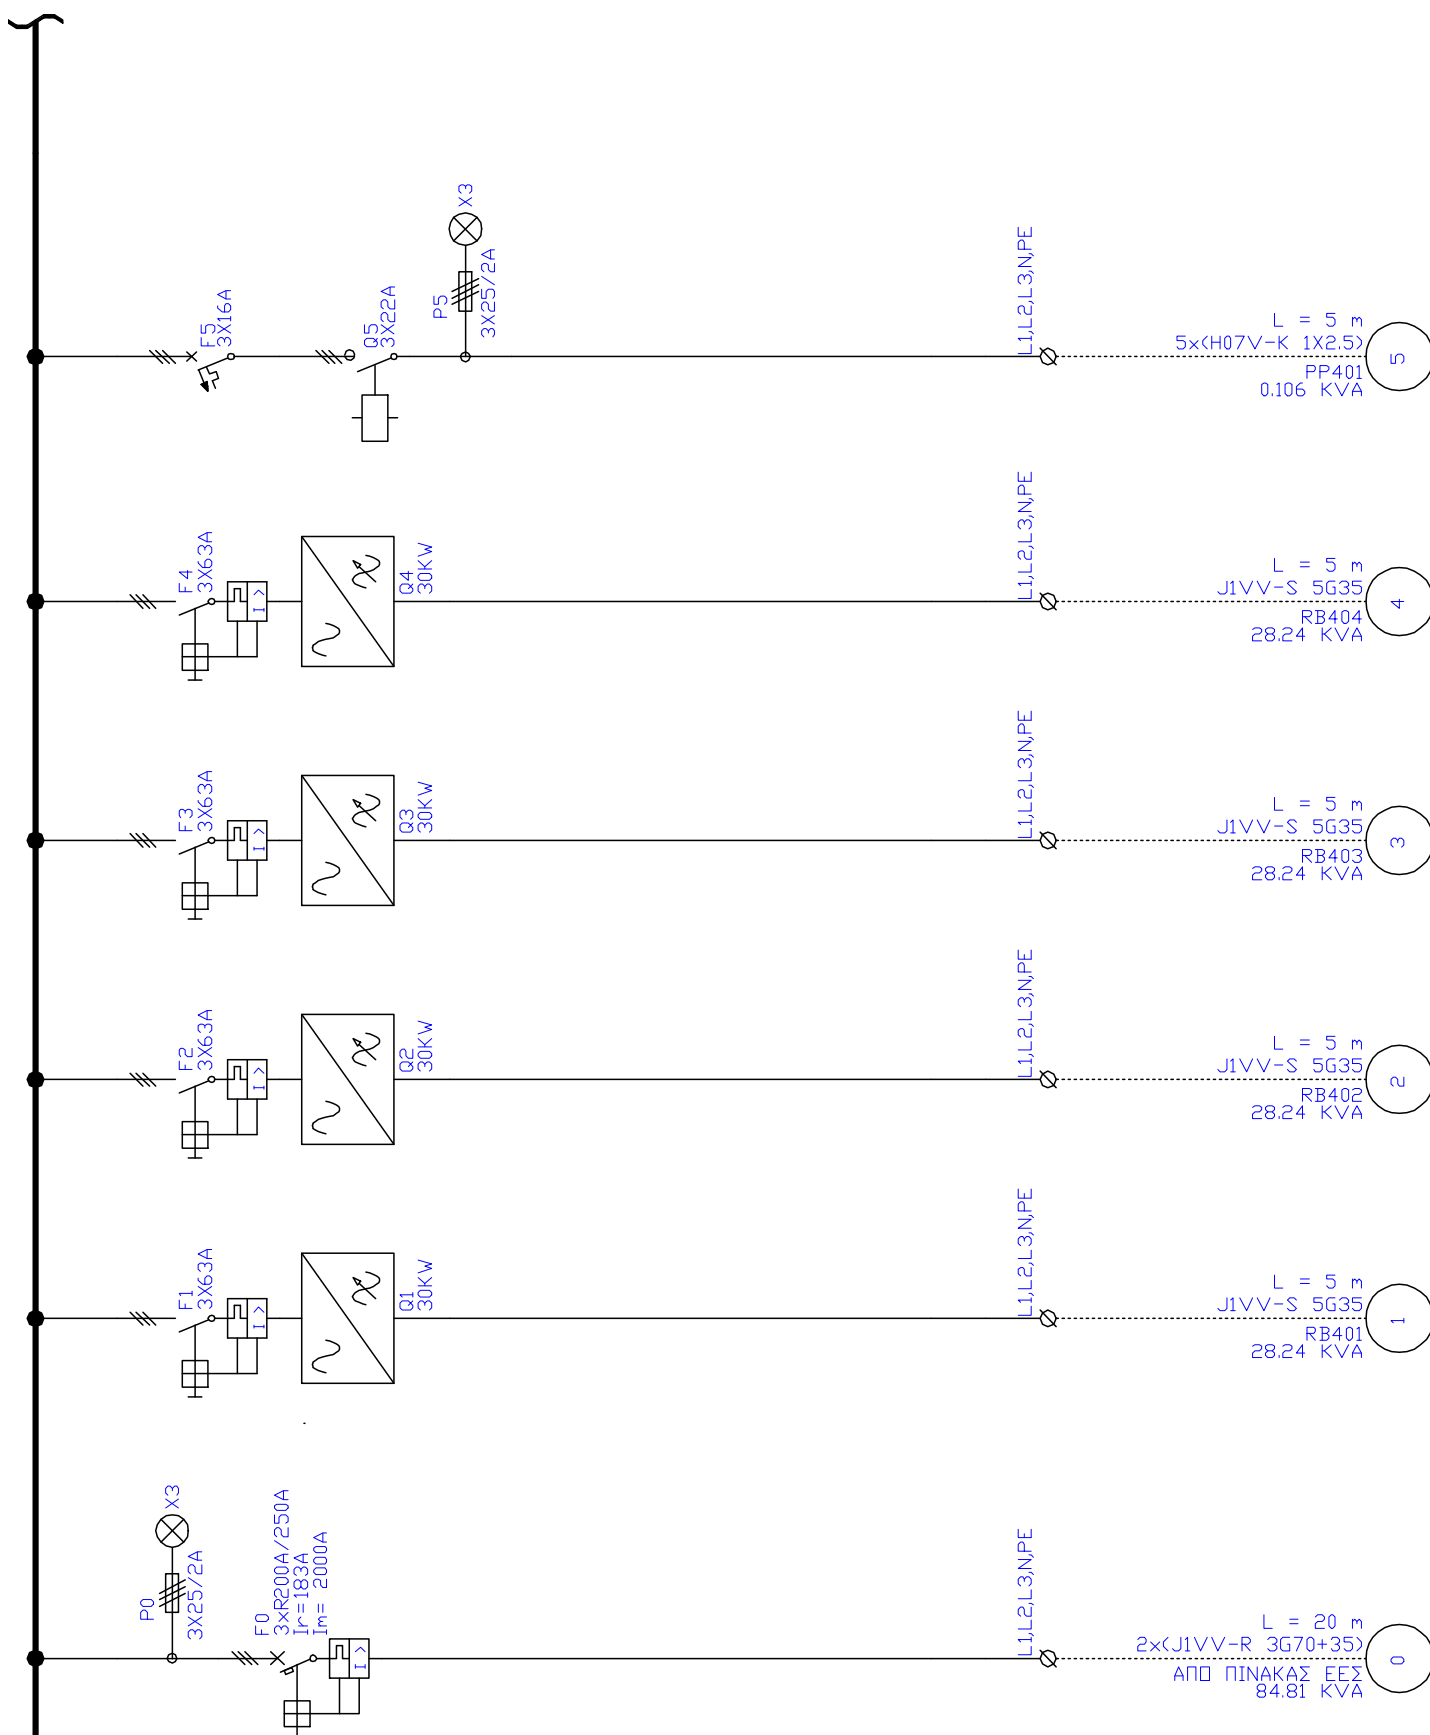 X3
P5
3X25/2A
F5
3X16A
Q5
3X22A
L1,L2,L3,N,PE
L = 5 m
5x(H07V-K 1X2.5)
PP401
0.106 KVA
5
F4
3X63A
I >
Q4
30KW
L1,L2,L3,N,PE
L = 5 m
J1VV-S 5G35
RB404
28.24 KVA
4
F3
3X63A
I >
Q3
30KW
L1,L2,L3,N,PE
L = 5 m
J1VV-S 5G35
RB403
28.24 KVA
3
F2
3X63A
I >
Q2
30KW
L1,L2,L3,N,PE
L = 5 m
J1VV-S 5G35
RB402
28.24 KVA
2
F1
3X63A
I >
Q1
30KW
L1,L2,L3,N,PE
L = 5 m
J1VV-S 5G35
RB401
28.24 KVA
1
X3
P0
3X25/2A
F0
3xR200A/250A
Ir=183A
Im= 2000A
I >
L1,L2,L3,N,PE
L = 20 m
2x(J1VV-R 3G70+35)
ΑΠΟ ΠΙΝΑΚΑΣ ΕΕΣ
84.81 KVA
0